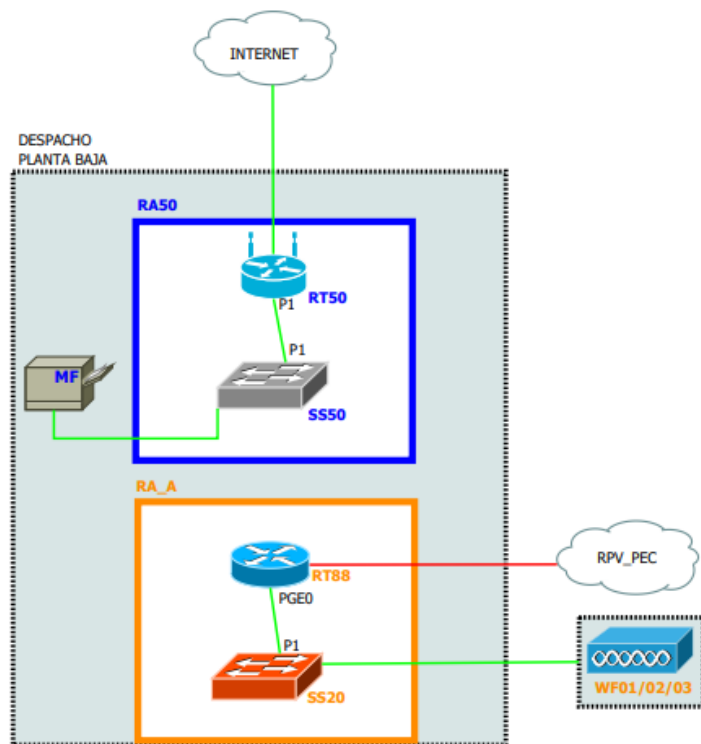 INTERNET
DESPACHO
PLANTA BAJA
RA50
RT50
P1
P1
MF
SS50
RA_A
RPV_PEC
RT88
PGE0
P1
WF01/02/03
SS20